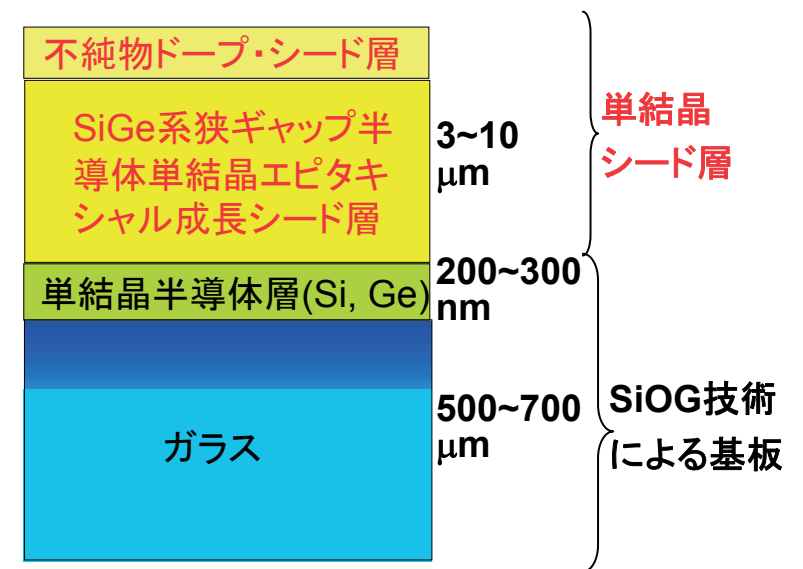 不純物ドープ・シード層
SiGe系狭ギャップ半
導体単結晶エピタキ
シャル成長シード層
3~10
μm
単結晶
シード層
単結晶半導体層(Si, Ge)
200~300
nm
ガラス
500~700
μm
SiOG技術
による基板